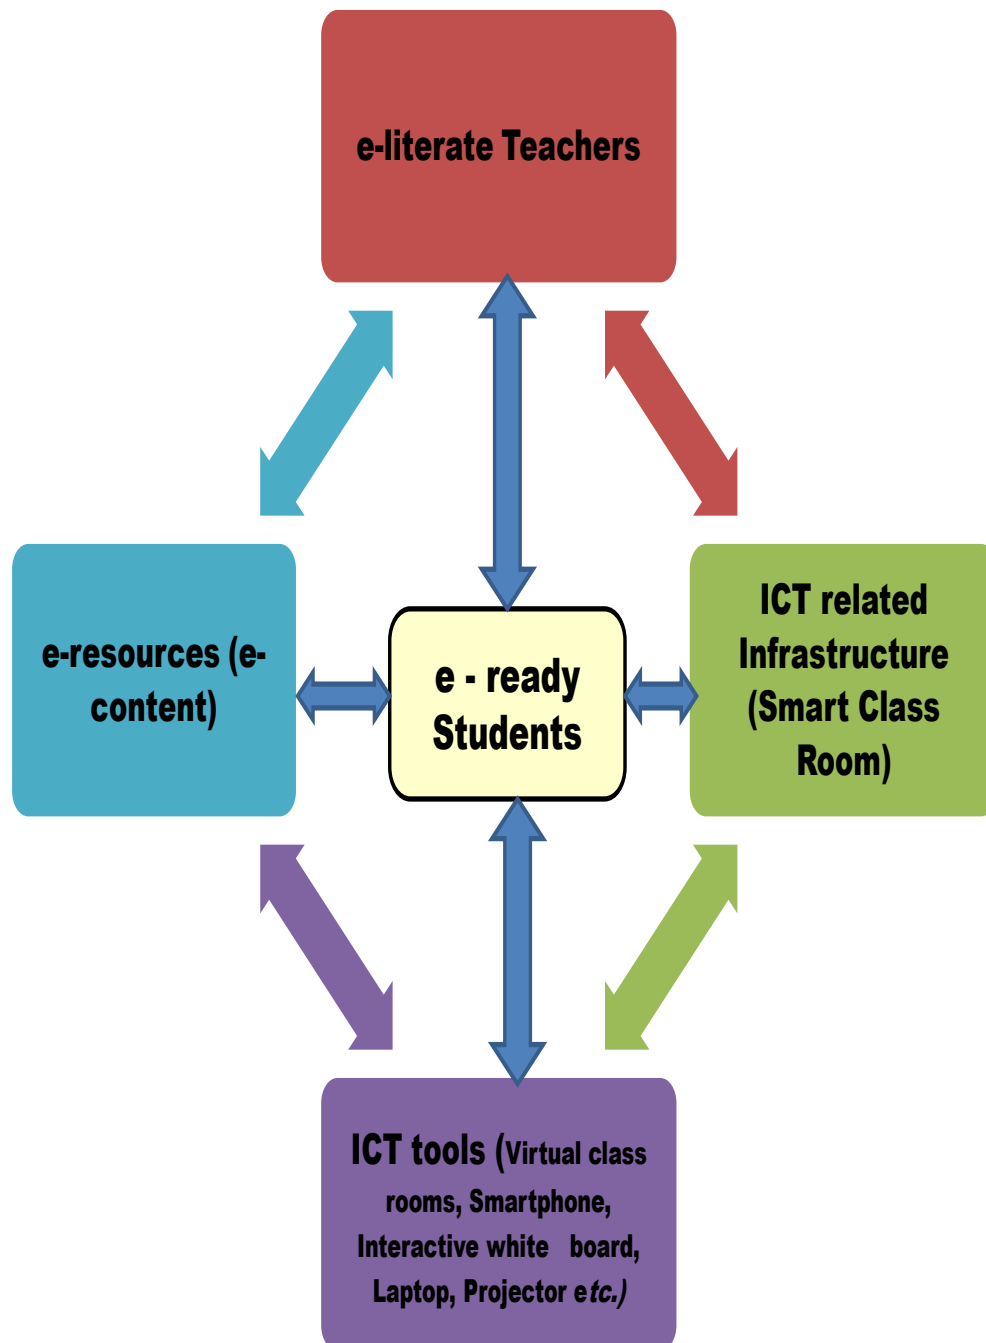 e-literate Teachers
e-resources (e-
content)
e - ready
Students
ICT related
Infrastructure
(Smart Class
Room)
ICT tools (Virtual class
rooms, Smartphone,
Interactive white board,
Laptop, Projector etc.)